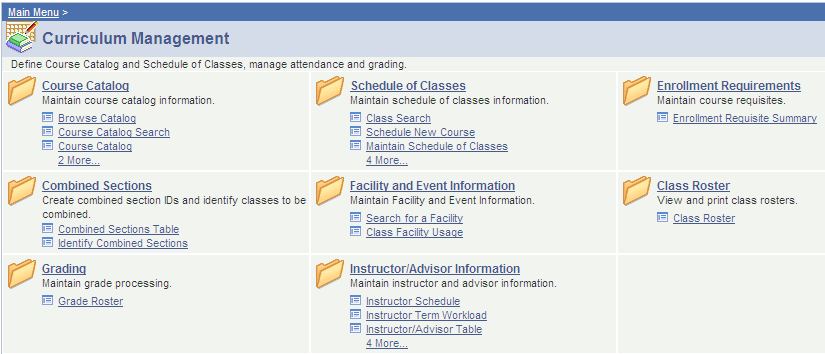 Main Menu >
Curriculum Management
Define Course Catalog and Schedule of Classes, manage attendance and grading.
Course Catalog
Maintain course catalog information.
Browse Catalog
Course Catalog Search
Course Catalog
2 More...
Schedule of Classes
Maintain schedule of classes information.
Class Search
Schedule New Course
Maintain Schedule of Classes
4 More...
Enrollment Requirements
Maintain course requisites.
Enrollment Requisite Summary
Combined Sections
Create combined section IDs and identify classes to be
combined.
Combined Sections Table
Identify Combined Sections
Facility and Event Information
Maintain Facility and Event Information.
Search for a Facility
Class Facility Usage
Class Roster
View and print class rosters.
Class Roster
Grading
Maintain grade processing.
Grade Roster
Instructor/Advisor Information
Maintain instructor and advisor information.
Instructor Schedule
Instructor Term Workload
Instructor/Advisor Table
4 More...